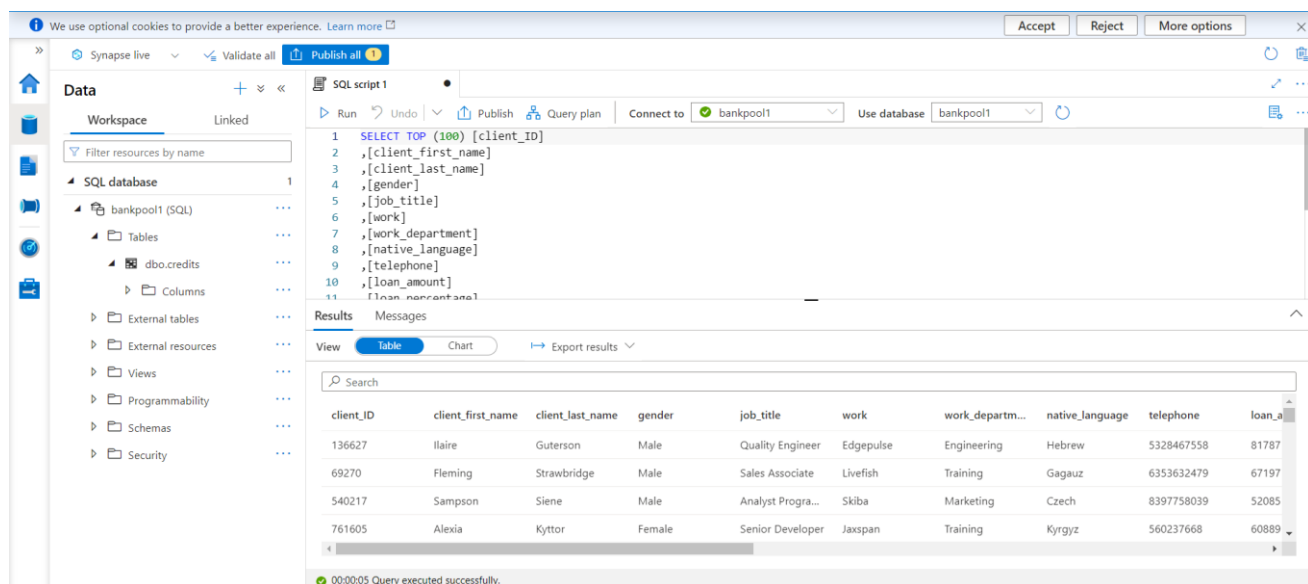 We use optional cookies to provide a better experience. Learn more Accept Reject More options
Synapse live Validate all Publish all 1
Data
Workspace Linked
Filter resources by name
SQL database 1
bankpool1 (SQL)
Tables
dbo.credits
Columns
External tables
External resources
Views
Programmability
Schemas
Security
SQL script 1
Run Undo Publish Query plan Connect to bankpool1 Use database bankpool1
1 SELECT TOP (100) [client_ID]
2 ,[client_first_name]
3 ,[client_last_name]
4 ,[gender]
5 ,[job_title]
6 ,[work]
7 ,[work_department]
8 ,[native_language]
9 ,[telephone]
10 ,[loan_amount]
11 ,[loan_percentage]
Results Messages
View Table Chart Export results
Search
client_ID client_first_name client_last_name gender job_title work work_departm... native_language telephone loan_a
136627 Ilaire Guterson Male Quality Engineer Edgepulse Engineering Hebrew 5328467558 81787
69270 Fleming Strawbridge Male Sales Associate Livefish Training Gagauz 6353632479 67197
540217 Sampson Siene Male Analyst Progra... Skiba Marketing Czech 8397758039 52085
761605 Alexia Kyttor Female Senior Developer Jaxspan Training Kyrgyz 560237668 60889
00:00:05 Query executed successfully.